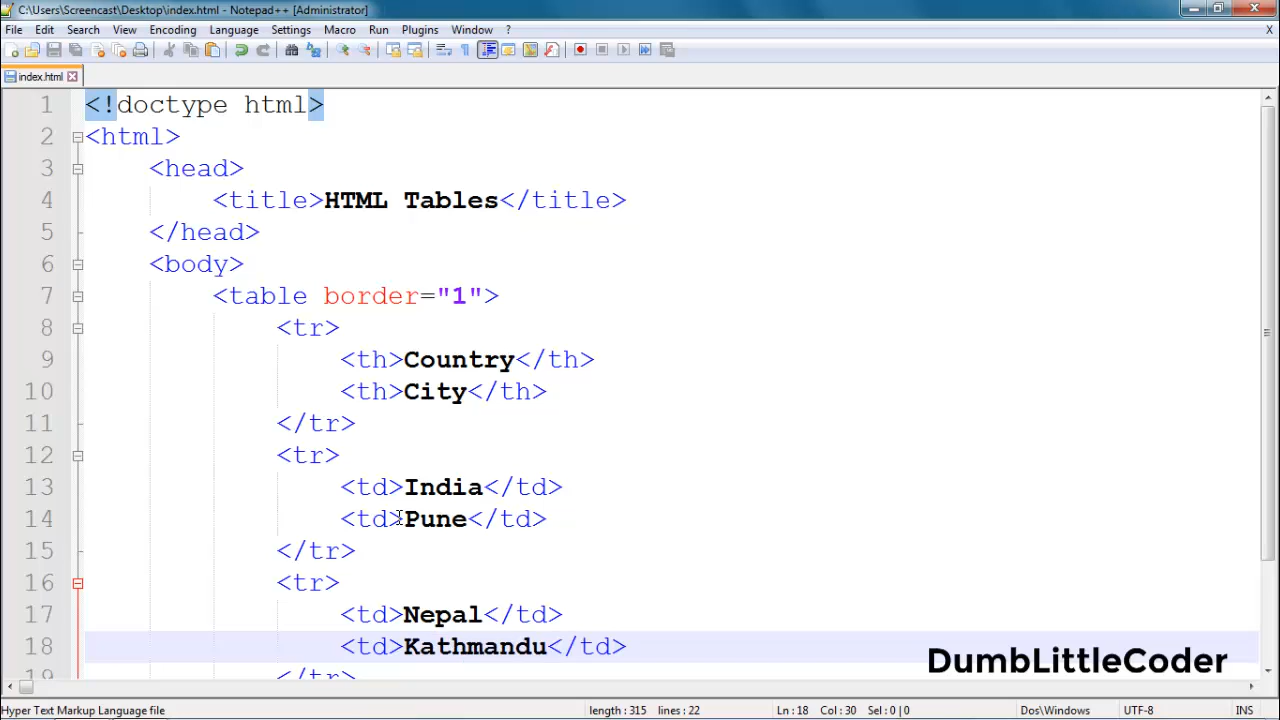 C:\Users\Screencast\Desktop\index.html - Notepad++ [Administrator]
File Edit Search View Encoding Language Settings Macro Run Plugins Window ? X
index.html
1 <!doctype html>
2 <html>
3 <head>
4 <title>HTML Tables</title>
5 </head>
6 <body>
7 <table border="1">
8 <tr>
9 <th>Country</th>
10 <th>City</th>
11 </tr>
12 <tr>
13 <td>India</td>
14 <td>Pune</td>
15 </tr>
16 <tr>
17 <td>Nepal</td>
18 <td>Kathmandu</td>
19 </tr>
DumbLittleCoder
Hyper Text Markup Language file length : 315 lines : 22 Ln : 18 Col : 30 Sel : 0 | 0 Dos\Windows UTF-8 INS